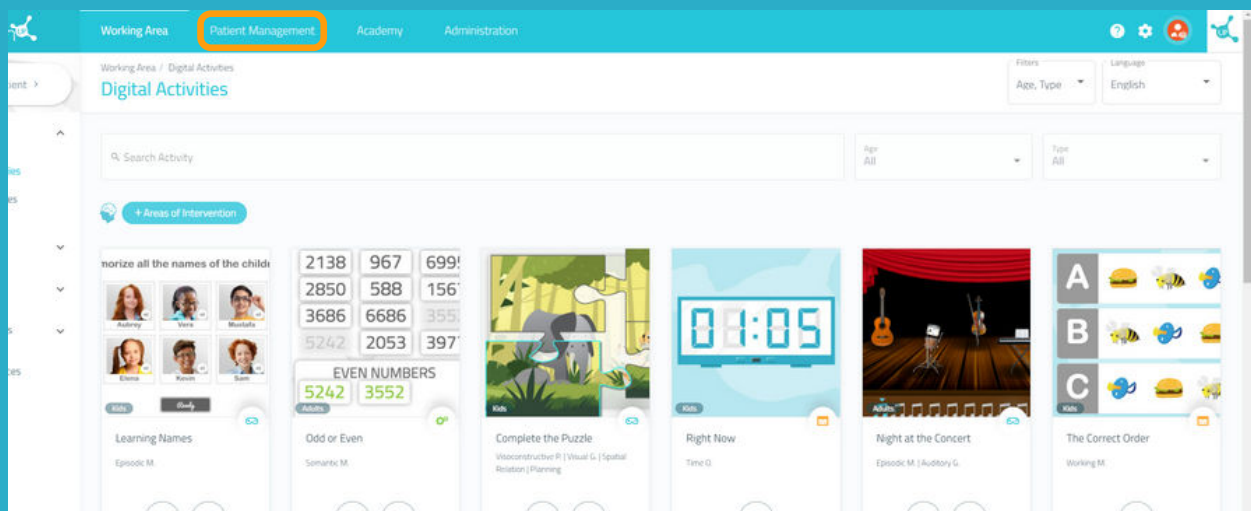 UP
Working Area
Patient Management
Academy
Administration
UP
Working Area / Digital Activities
Digital Activities
Filters
Age, Type
Language
English
Search Activity
Age
All
Type
All
+ Areas of Intervention
all the names of the
Aubrey Vera Mustafa
Elena Kevin Sam
Ready
Kids
Learning Names
Episodic M.
2138 967
2850 588
3686 6686
5242 2053
EVEN NUMBERS
5242 3552
Adults
Odd or Even
Semantic M.
Kids
Complete the Puzzle
Visoconstructive P. | Visual G. | Spatial
Relation | Planning
01:05
Kids
Right Now
Time O.
Adults
Night at the Concert
Episodic M. | Auditory G.
A
B
C
Kids
The Correct Order
Working M.